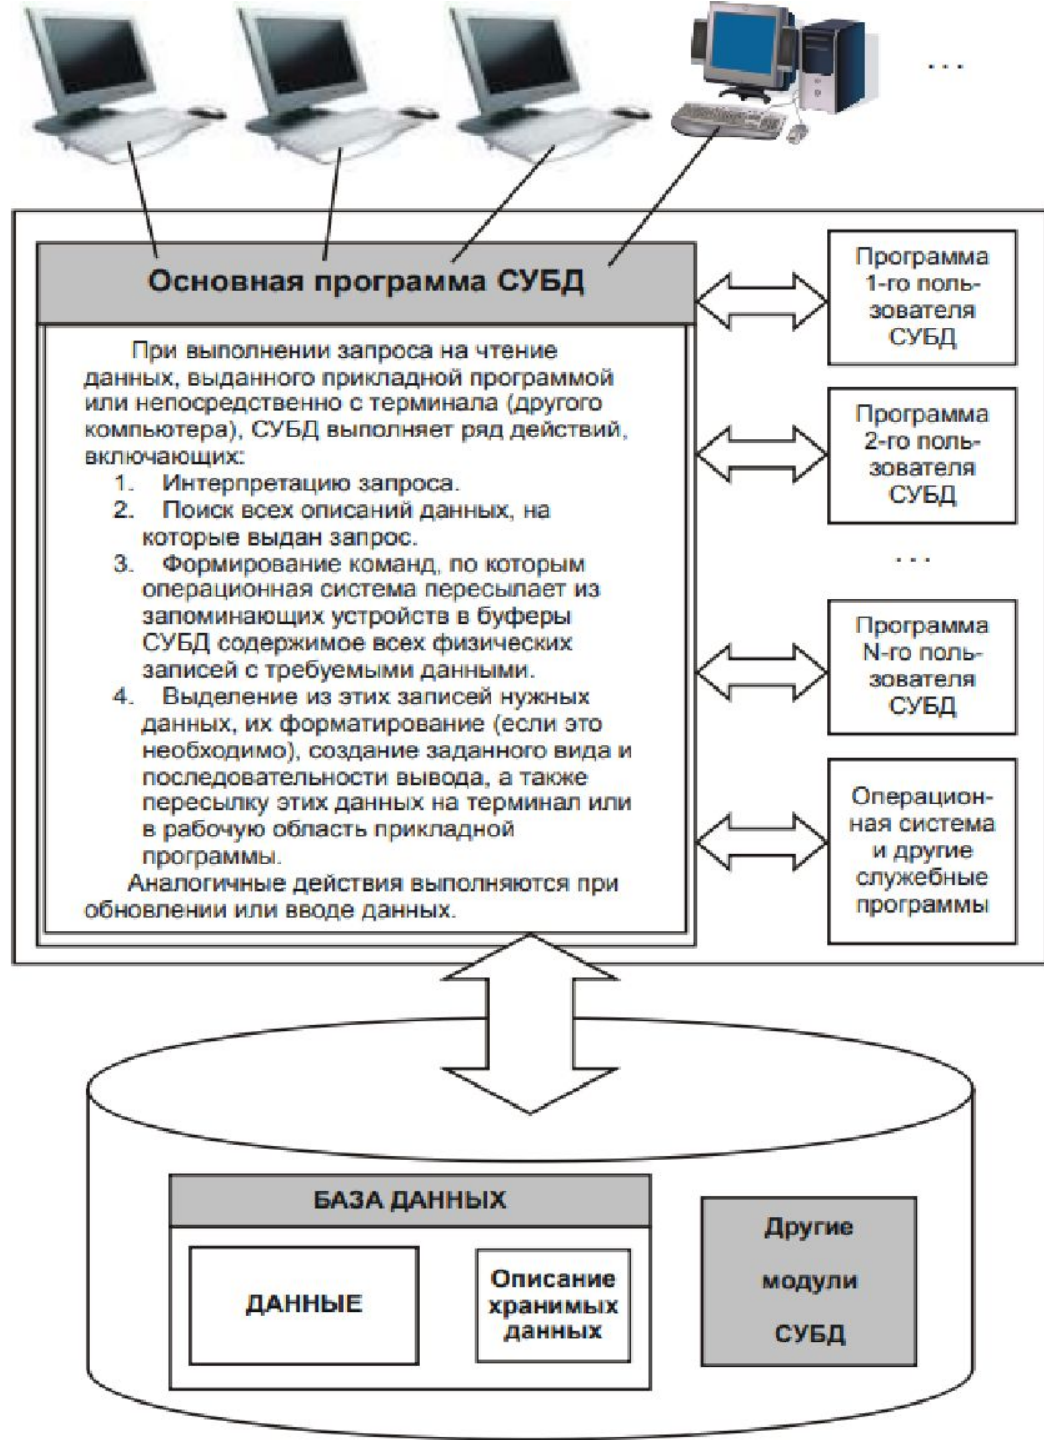 . . .
Основная программа СУБД
При выполнении запроса на чтение
данных, выданного прикладной программой
или непосредственно с терминала (другого
компьютера), СУБД выполняет ряд действий,
включающих:
1. Интерпретацию запроса.
2. Поиск всех описаний данных, на
которые выдан запрос.
3. Формирование команд, по которым
операционная система пересылает из
запоминающих устройств в буферы
СУБД содержимое всех физических
записей с требуемыми данными.
4. Выделение из этих записей нужных
данных, их форматирование (если это
необходимо), создание заданного вида и
последовательности вывода, а также
пересылку этих данных на терминал или
в рабочую область прикладной
программы.
Аналогичные действия выполняются при
обновлении или вводе данных.
Программа
1-го поль-
зователя
СУБД
Программа
2-го поль-
зователя
СУБД
. . .
Программа
N-го поль-
зователя
СУБД
Операцион-
ная система
и другие
служебные
программы
БАЗА ДАННЫХ
ДАННЫЕ
Описание
хранимых
данных
Другие
модули
СУБД